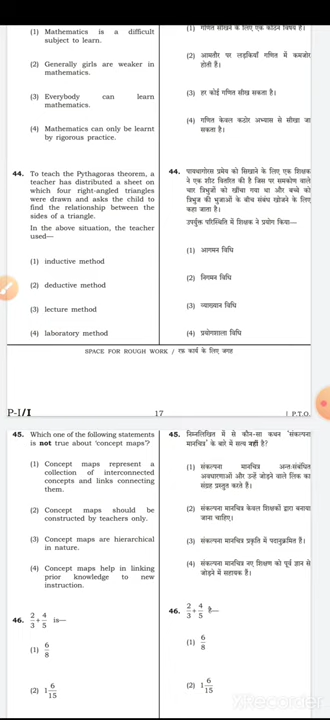 (1) Mathematics is a difficult
subject to learn.
(2) Generally girls are weaker in
mathematics.
(3) Everybody can learn
mathematics.
(4) Mathematics can only be learnt
by rigorous practice.
44. To teach the Pythagoras theorem, a
teacher has distributed a sheet on
which four right-angled triangles
were drawn and asks the child to
find the relationship between the
sides of a triangle.
In the above situation, the teacher
used—
(1) inductive method
(2) deductive method
(3) lecture method
(4) laboratory method
(1) गणित सीखने के लिए एक कठिन विषय है।
(2) आमतौर पर लड़कियाँ गणित में कमजोर
होती हैं।
(3) हर कोई गणित सीख सकता है।
(4) गणित केवल कठोर अभ्यास से सीखा जा
सकता है।
44. पायथागोरस प्रमेय को सिखाने के लिए एक शिक्षक
ने एक शीट वितरित की है जिस पर समकोण वाले
चार त्रिभुजों को खींचा गया था और बच्चे को
त्रिभुज की भुजाओं के बीच संबंध खोजने के लिए
कहा जाता है।
उपर्युक्त परिस्थिति में शिक्षक ने प्रयोग किया—
(1) आगमन विधि
(2) निगमन विधि
(3) व्याख्यान विधि
(4) प्रयोगशाला विधि
SPACE FOR ROUGH WORK / रफ़ कार्य के लिए जगह
P-I/I
17
[ P.T.O.
45. Which one of the following statements
is not true about 'concept maps'?
(1) Concept maps represent a
collection of interconnected
concepts and links connecting
them.
(2) Concept maps should be
constructed by teachers only.
(3) Concept maps are hierarchical
in nature.
(4) Concept maps help in linking
prior knowledge to new
instruction.
46. 2/3 + 4/5 is—
(1) 6/8
(2) 1 6/15
45. निम्नलिखित में से कौन-सा कथन 'संकल्पना
मानचित्र' के बारे में सत्य नहीं है?
(1) संकल्पना मानचित्र अन्तःसंबंधित
अवधारणाओं और उन्हें जोड़ने वाले लिंक का
संग्रह प्रस्तुत करते हैं।
(2) संकल्पना मानचित्र केवल शिक्षकों द्वारा बनाया
जाना चाहिए।
(3) संकल्पना मानचित्र प्रकृति में पदानुक्रमित हैं।
(4) संकल्पना मानचित्र नए शिक्षण को पूर्व ज्ञान से
जोड़ने में सहायक हैं।
46. 2/3 + 4/5 है—
(1) 6/8
(2) 1 6/15
XRecorder